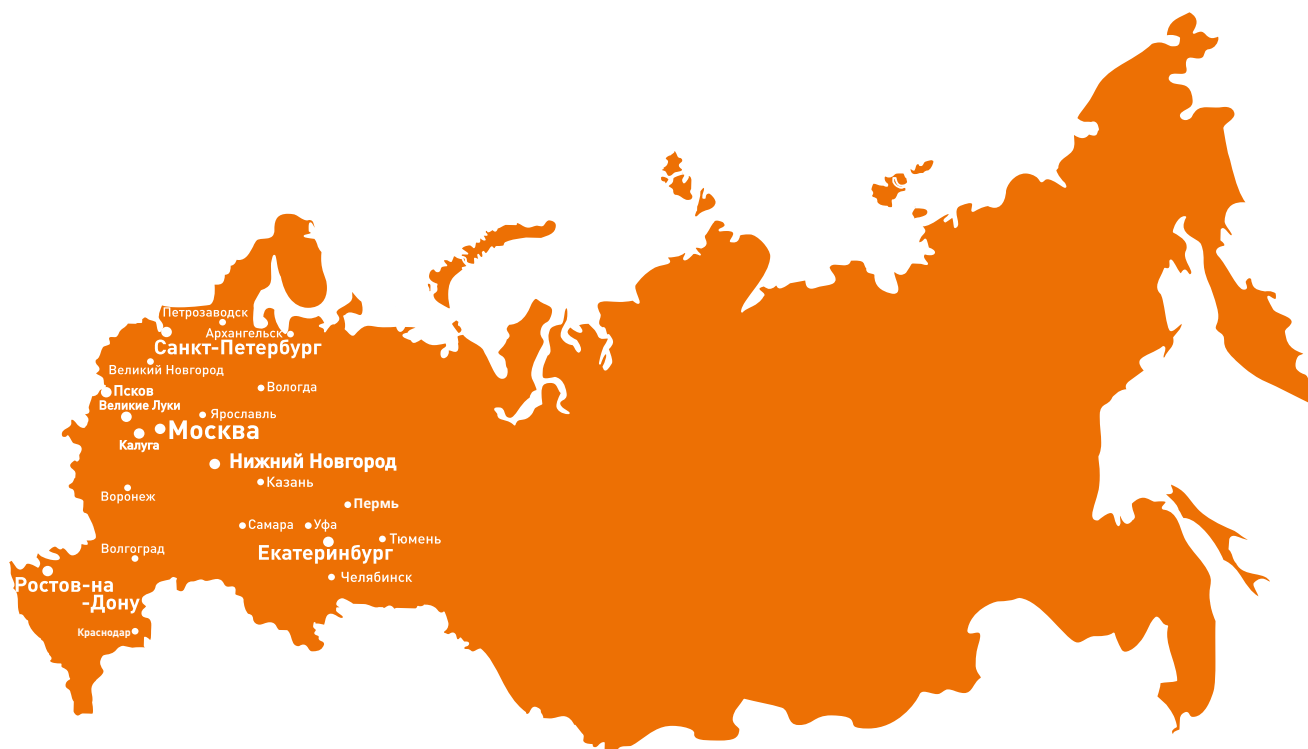 Петрозаводск
Архангельск
Санкт-Петербург
Великий Новгород
Вологда
Псков
Великие Луки
Ярославль
Москва
Калуга
Нижний Новгород
Казань
Воронеж
Пермь
Самара
Уфа
Тюмень
Екатеринбург
Волгоград
Челябинск
Ростов-на
-Дону
Краснодар